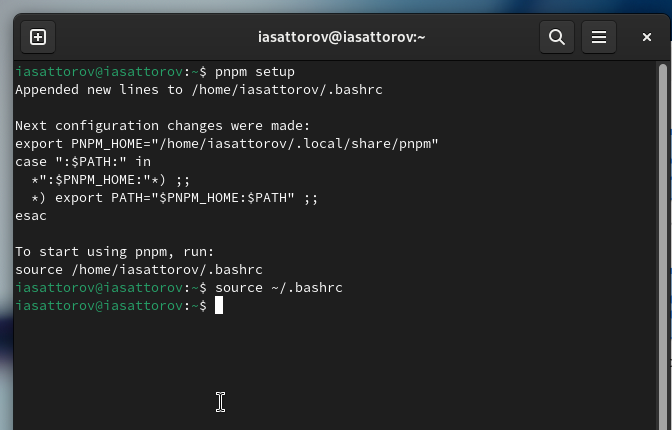 iasattorov@iasattorov:~
iasattorov@iasattorov:~$ pnpm setup
Appended new lines to /home/iasattorov/.bashrc
Next configuration changes were made:
export PNPM_HOME="/home/iasattorov/.local/share/pnpm"
case ":$PATH:" in
  *":$PNPM_HOME:"*) ;;
  *) export PATH="$PNPM_HOME:$PATH" ;;
esac
To start using pnpm, run:
source /home/iasattorov/.bashrc
iasattorov@iasattorov:~$ source ~/.bashrc
iasattorov@iasattorov:~$